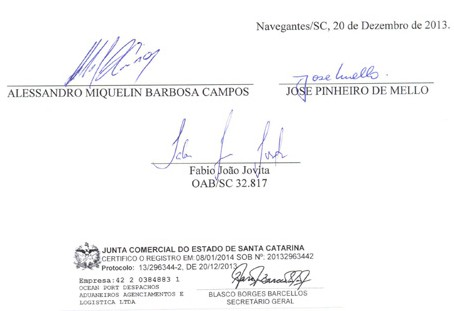 Navegantes/SC, 20 de Dezembro de 2013.
ALESSANDRO MIQUELIN BARBOSA CAMPOS
JOSE PINHEIRO DE MELLO
Fabio João Jovita
OAB/SC 32.817
JUNTA COMERCIAL DO ESTADO DE SANTA CATARINA
CERTIFICO O REGISTRO EM 08/01/2014 SOB Nº: 20132963442
Protocolo: 13/296344-2, DE 20/12/2013
Empresa:42 2 0384883 1
OCEAN PORT DESPACHOS
ADUANEIROS AGENCIAMENTOS E
LOGISTICA LTDA
BLASCO BORGES BARCELLOS
SECRETÁRIO GERAL